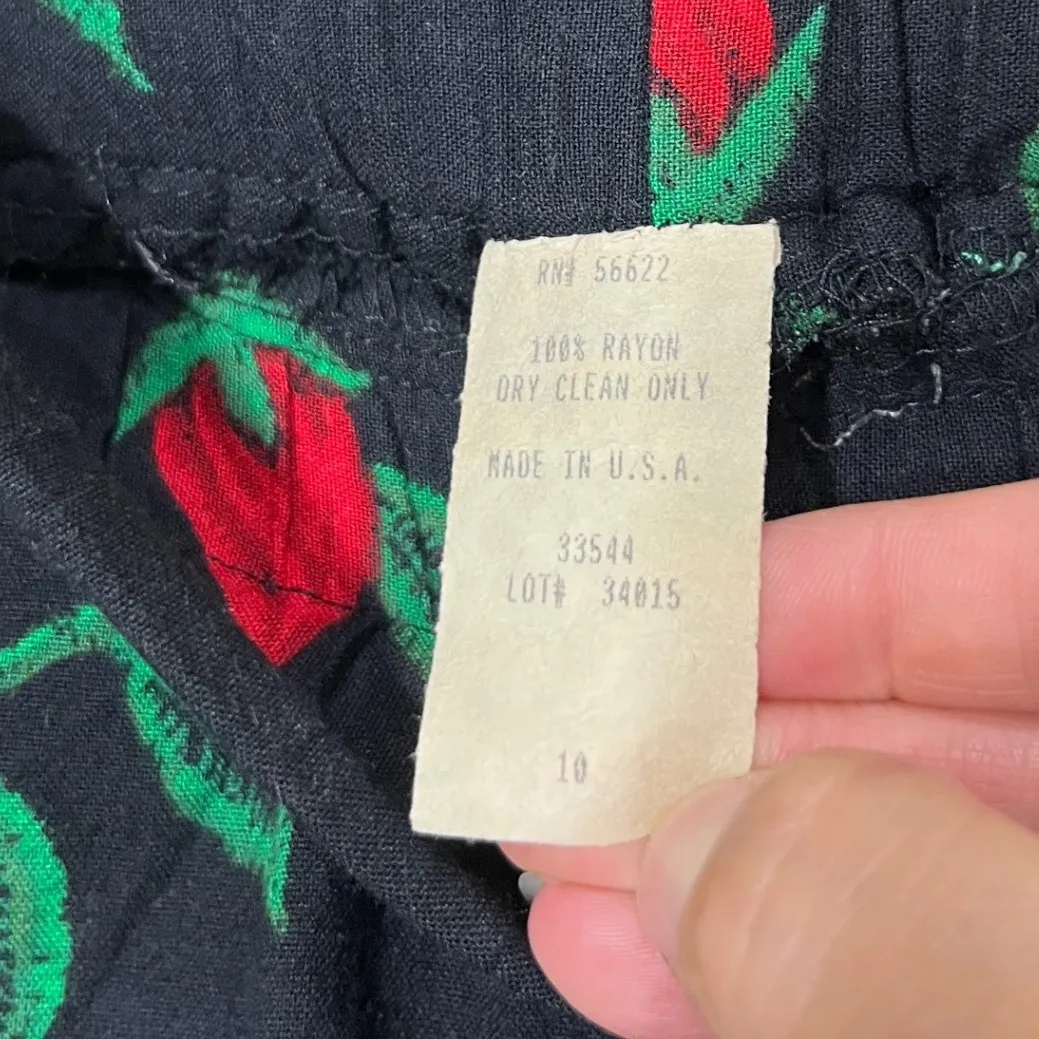 RN# 56622
100% RAYON
DRY CLEAN ONLY
MADE IN U.S.A.
33544
LOT# 34015
10